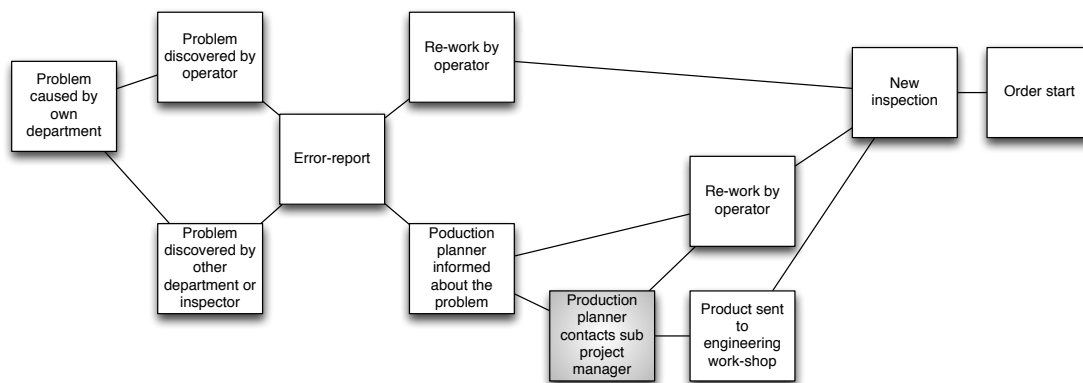 Problem
caused by
own
department
Problem
discovered by
operator
Problem
discovered by
other
department or
inspector
Error-report
Re-work by
operator
Poduction
planner
informed
about the
problem
Production
planner
contacts sub
project
manager
Re-work by
operator
Product sent
to
engineering
work-shop
New
inspection
Order start